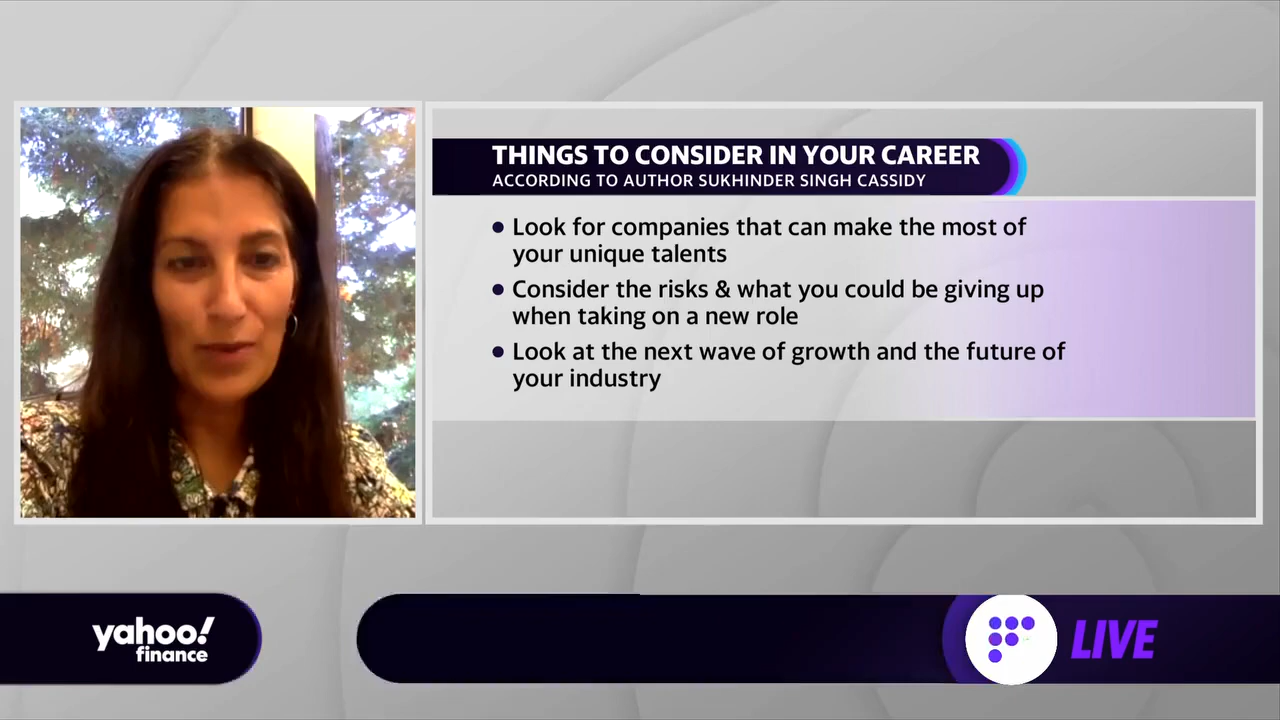 THINGS TO CONSIDER IN YOUR CAREER
ACCORDING TO AUTHOR SUKHINDER SINGH CASSIDY
• Look for companies that can make the most of
your unique talents
• Consider the risks & what you could be giving up
when taking on a new role
• Look at the next wave of growth and the future of
your industry
yahoo!
finance
LIVE